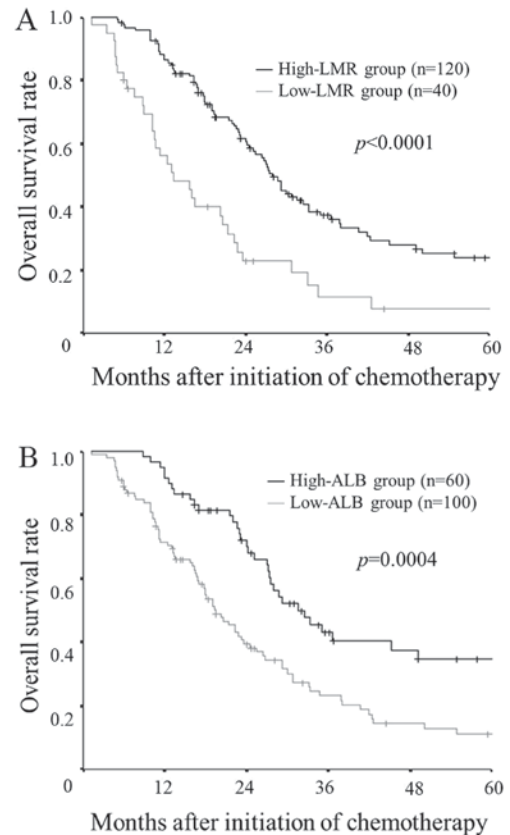 A
1.0
High-LMR group (n=120)
Low-LMR group (n=40)
0.8
p<0.0001
0.6
Overall survival rate
0.4
0.2
0
12 24 36 48 60
Months after initiation of chemotherapy
B
1.0
High-ALB group (n=60)
Low-ALB group (n=100)
0.8
p=0.0004
0.6
Overall survival rate
0.4
0.2
0
12 24 36 48 60
Months after initiation of chemotherapy